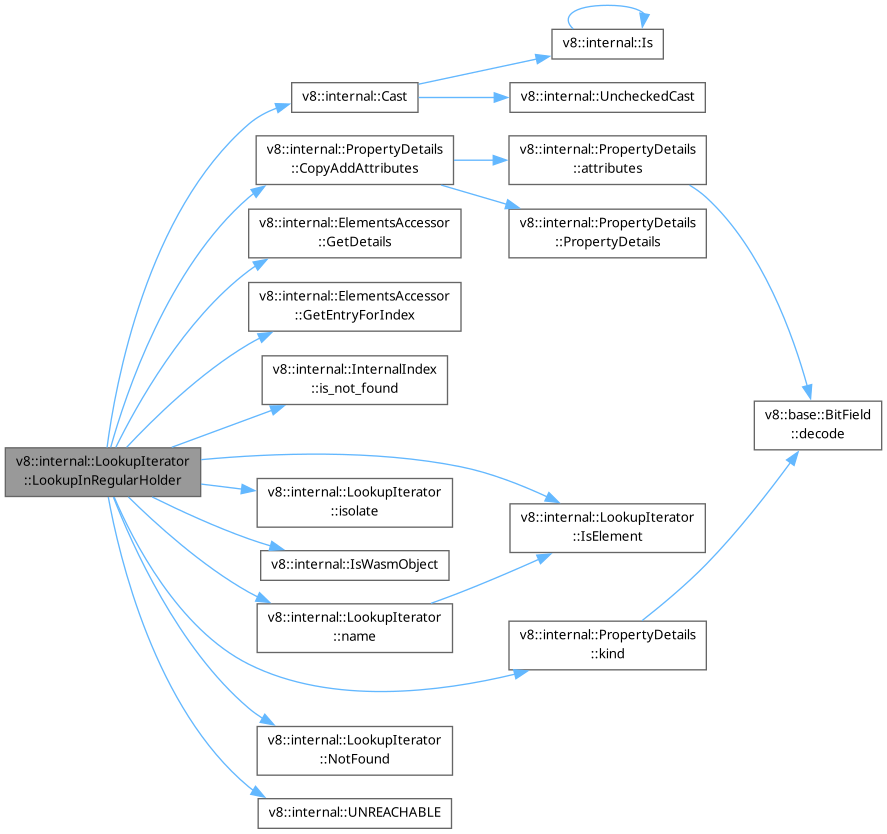 v8::internal::Is
v8::internal::Cast
v8::internal::UncheckedCast
v8::internal::PropertyDetails
::CopyAddAttributes
v8::internal::PropertyDetails
::attributes
v8::internal::ElementsAccessor
::GetDetails
v8::internal::PropertyDetails
::PropertyDetails
v8::internal::ElementsAccessor
::GetEntryForIndex
v8::internal::InternalIndex
::is_not_found
v8::base::BitField
::decode
v8::internal::LookupIterator
::LookupInRegularHolder
v8::internal::LookupIterator
::isolate
v8::internal::LookupIterator
::IsElement
v8::internal::IsWasmObject
v8::internal::LookupIterator
::name
v8::internal::PropertyDetails
::kind
v8::internal::LookupIterator
::NotFound
v8::internal::UNREACHABLE